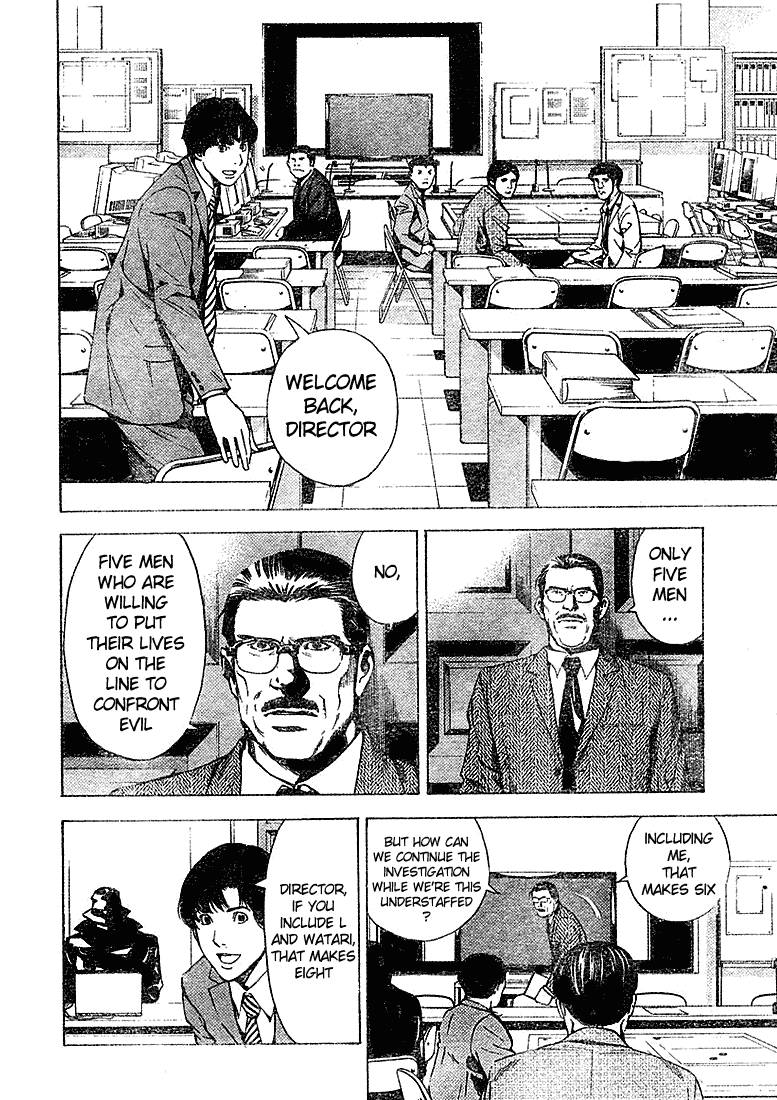 WELCOME
BACK,
DIRECTOR
ONLY
FIVE
MEN
...
NO,
FIVE MEN
WHO ARE
WILLING
TO PUT
THEIR LIVES
ON THE
LINE TO
CONFRONT
EVIL
INCLUDING
ME,
THAT
MAKES SIX
BUT HOW CAN
WE CONTINUE THE
INVESTIGATION
WHILE WE'RE THIS
UNDERSTAFFED
?
DIRECTOR,
IF YOU
INCLUDE L
AND WATARI,
THAT MAKES
EIGHT